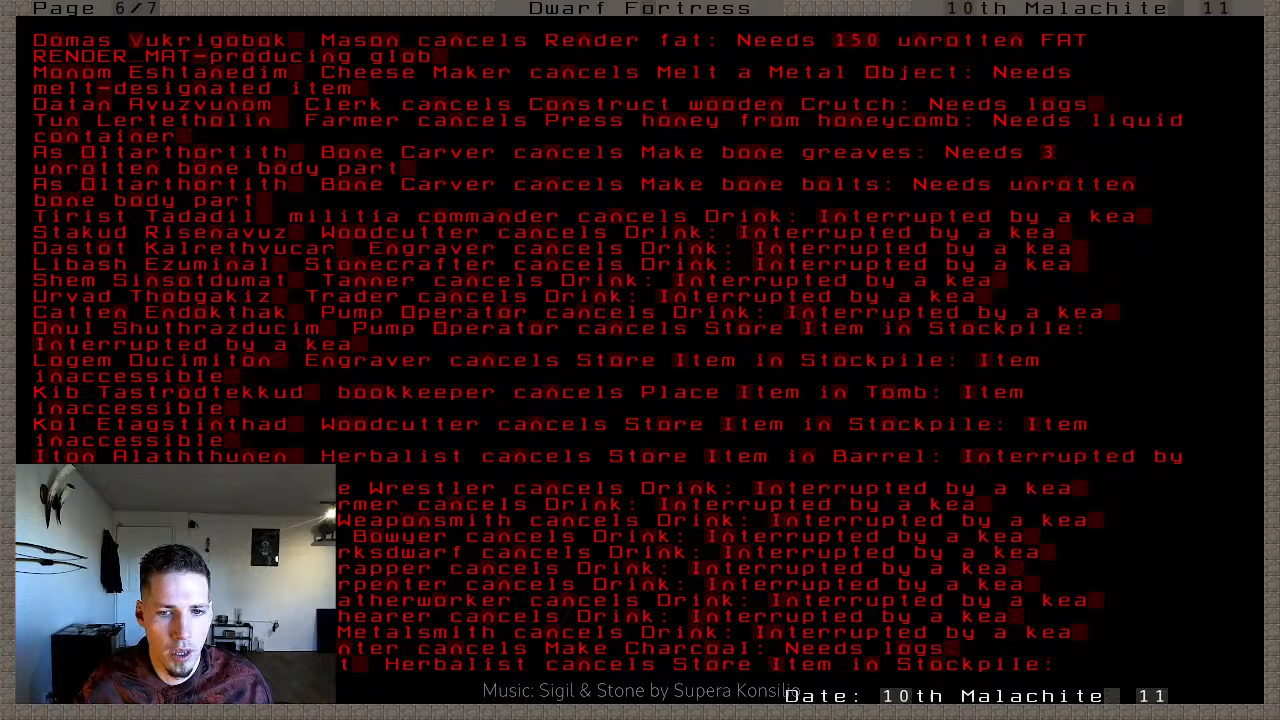 Page 6/7 Dwarf Fortress 10th Malachite 11
Domas Vukrigobok Mason cancels Render fat: Needs 150 unrotten FAT
RENDER_MAT-producing glob
Monom Eshtanedim Cheese Maker cancels Melt a Metal Object: Needs
melt-designated item
Datan Avuzvunom Clerk cancels Construct wooden Crutch: Needs logs
Tun Lertetholin Farmer cancels Press honey from honeycomb: Needs liquid
container
As Oltarthortith Bone Carver cancels Make bone greaves: Needs 3
unrotten bone body part
As Oltarthortith Bone Carver cancels Make bone bolts: Needs unrotten
bone body part
Tirist Tadadil militia commander cancels Drink: Interrupted by a kea
Stakud Risenavuz Woodcutter cancels Drink: Interrupted by a kea
Dastot Kalrethvucar Engraver cancels Drink: Interrupted by a kea
Libash Ezuminal Stonecrafter cancels Drink: Interrupted by a kea
Shem Sinsotdumat Tanner cancels Drink: Interrupted by a kea
Urvad Thobgakiz Trader cancels Drink: Interrupted by a kea
Catten Endokthak Pump Operator cancels Drink: Interrupted by a kea
Onul Shuthrazducim Pump Operator cancels Store Item in Stockpile:
Interrupted by a kea
Logem Ducimiton Engraver cancels Store Item in Stockpile: Item
inaccessible
Kib Tastrodtekkud bookkeeper cancels Place Item in Tomb: Item
inaccessible
Kol Etagstinthad Woodcutter cancels Store Item in Stockpile: Item
inaccessible
Iton Alaththunen Herbalist cancels Store Item in Barrel: Interrupted by
e Wrestler cancels Drink: Interrupted by a kea
rmer cancels Drink: Interrupted by a kea
Weaponsmith cancels Drink: Interrupted by a kea
Bowyer cancels Drink: Interrupted by a kea
rksdwarf cancels Drink: Interrupted by a kea
rapper cancels Drink: Interrupted by a kea
rpenter cancels Drink: Interrupted by a kea
atherworker cancels Drink: Interrupted by a kea
hearer cancels Drink: Interrupted by a kea
Metalsmith cancels Drink: Interrupted by a kea
nter cancels Make Charcoal: Needs logs
t Herbalist cancels Store Item in Stockpile:
Music: Sigil & Stone by Supera Konsilio
Date: 10th Malachite 11